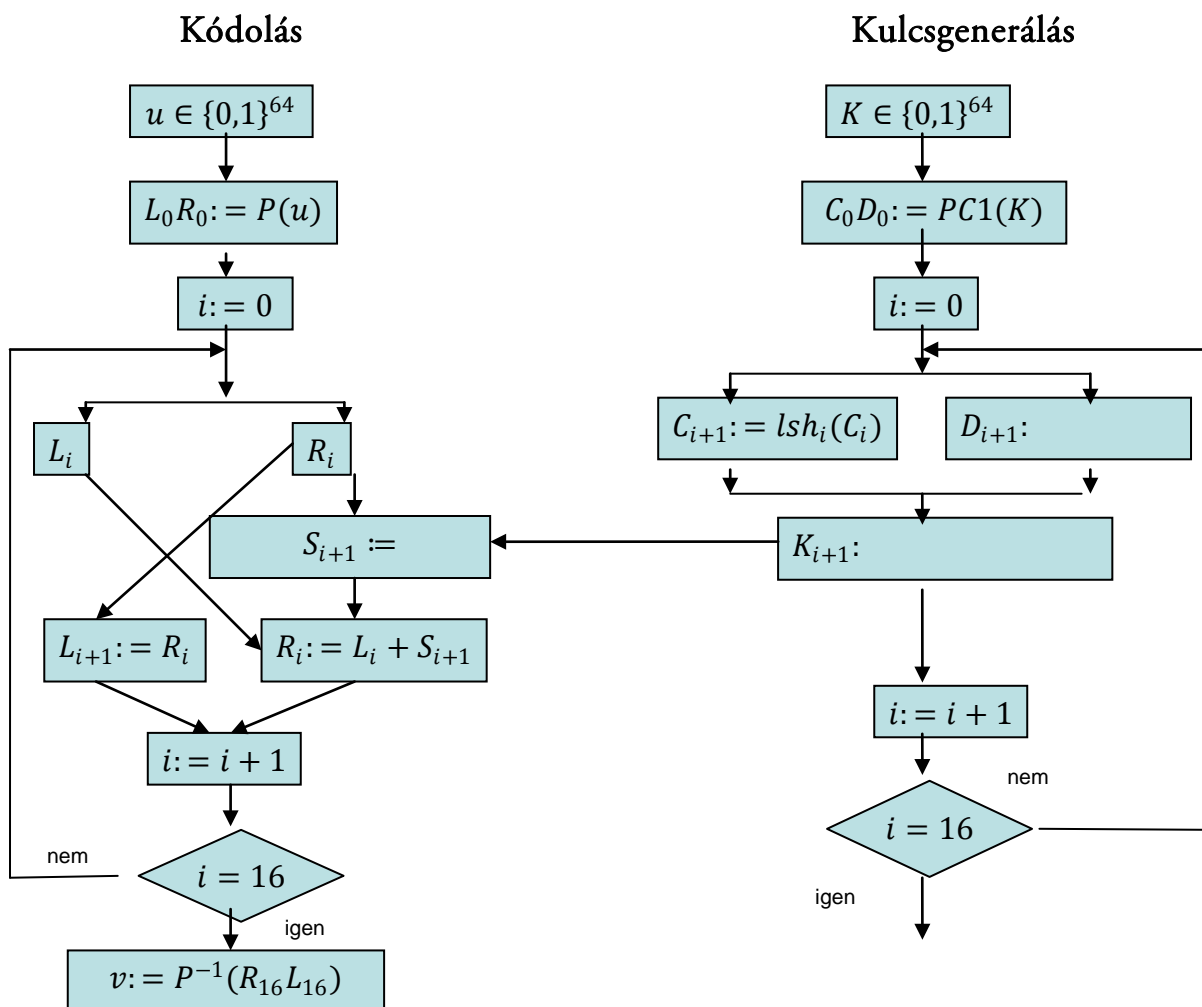 Kódolás
u ∈ {0,1}^64
L_0R_0:= P(u)
i:= 0
L_i
R_i
S_{i+1} :=
L_{i+1}:= R_i
R_i:= L_i + S_{i+1}
i:= i + 1
nem
i = 16
igen
v:= P^{-1}(R_16L_16)
Kulcsgenerálás
K ∈ {0,1}^64
C_0D_0:= PC1(K)
i:= 0
C_{i+1}:= lsh_i(C_i)
D_{i+1}:
K_{i+1}:
i:= i + 1
nem
i = 16
igen